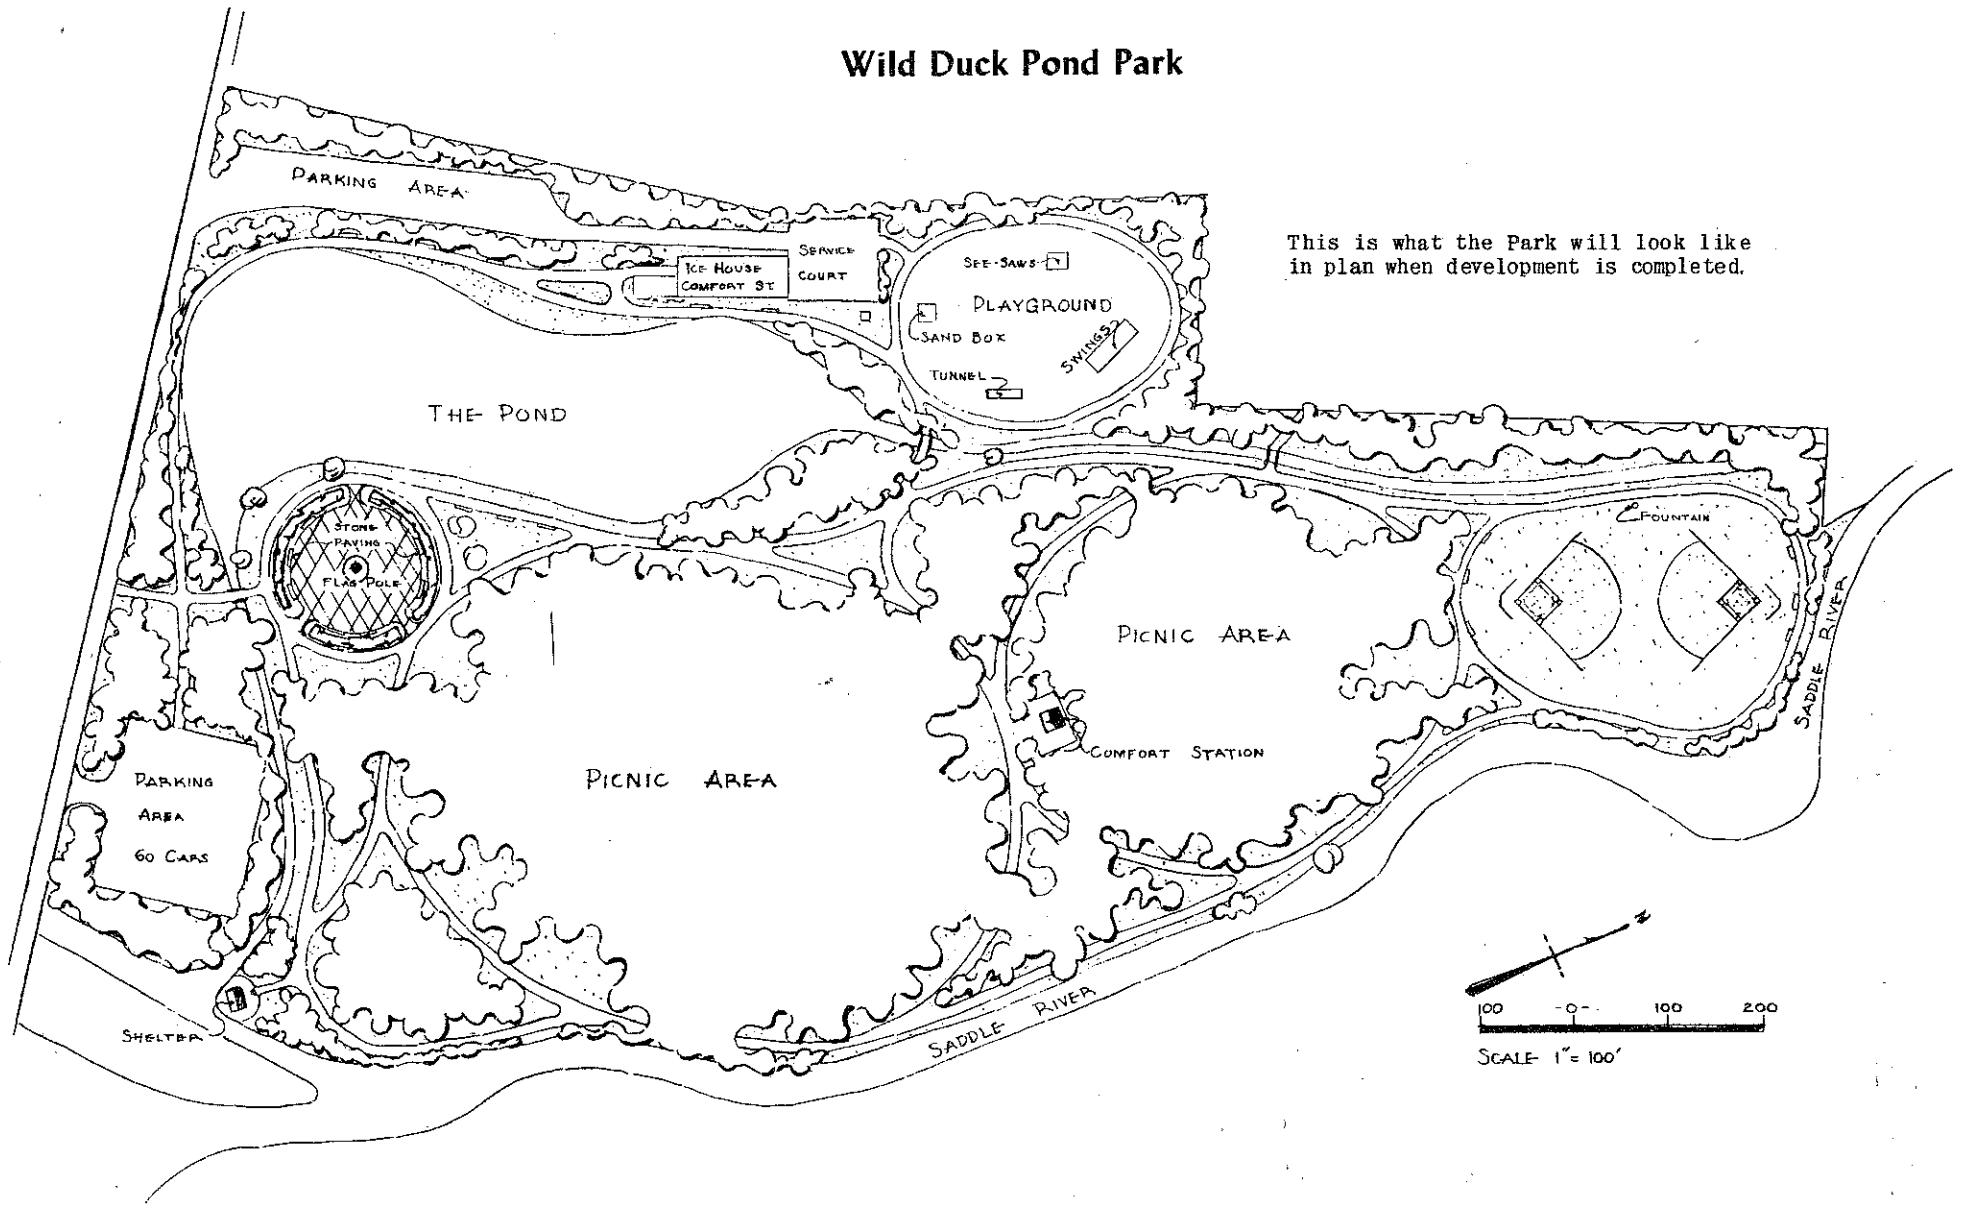 Wild Duck Pond Park
This is what the Park will look like
in plan when development is completed.
PARKING AREA
SERVICE
COURT
ICE HOUSE
COMFORT ST.
SEE-SAWS
PLAYGROUND
SAND BOX
SWINGS
TUNNEL
THE POND
STONE
PAVING
FLAG POLE
FOUNTAIN
PICNIC AREA
SADDLE RIVER
COMFORT STATION
PICNIC AREA
PARKING
AREA
60 CARS
SADDLE RIVER
SHELTER
N
100 -0- 100 200
SCALE 1"= 100'